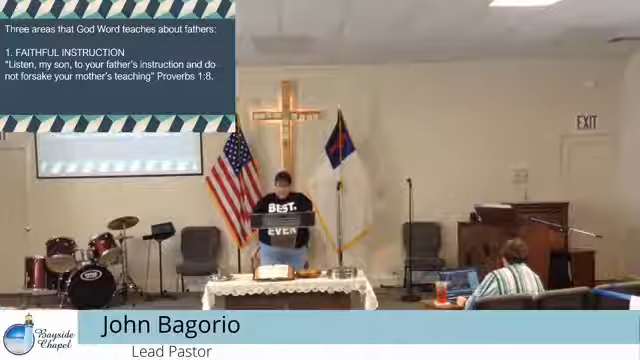 Three areas that God Word teaches about fathers:
1. FAITHFUL INSTRUCTION
"Listen, my son, to your father's instruction and do
not forsake your mother's teaching" Proverbs 1:8.
EXIT
BEST.
EVER
Bayside
Chapel
John Bagorio
Lead Pastor